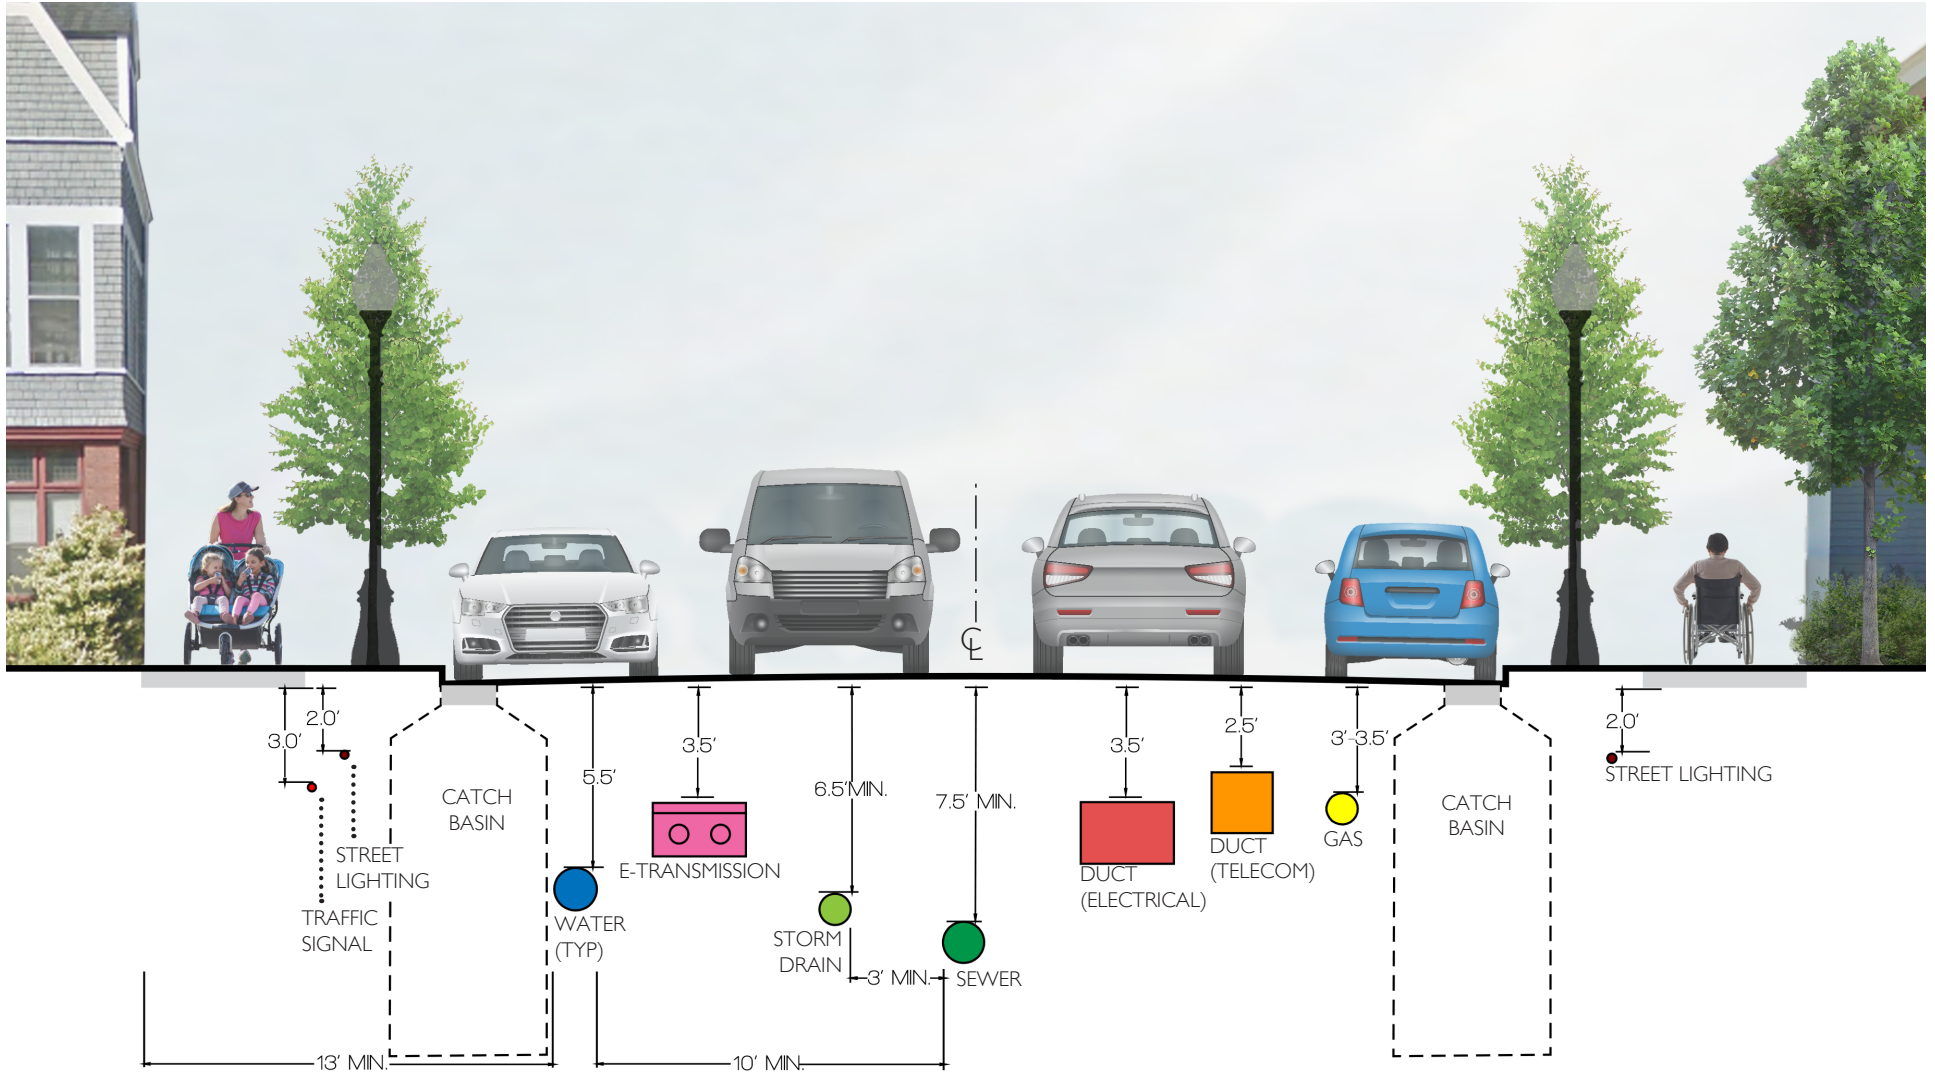 ℄
2.0'
3.0'
5.5'
3.5'
6.5'MIN.
7.5' MIN.
3.5'
2.5'
3'-3.5'
2.0'
STREET LIGHTING
CATCH
BASIN
CATCH
BASIN
STREET
LIGHTING
TRAFFIC
SIGNAL
WATER
(TYP)
E-TRANSMISSION
STORM
DRAIN
SEWER
DUCT
(ELECTRICAL)
DUCT
(TELECOM)
GAS
3' MIN.
13' MIN.
10' MIN.